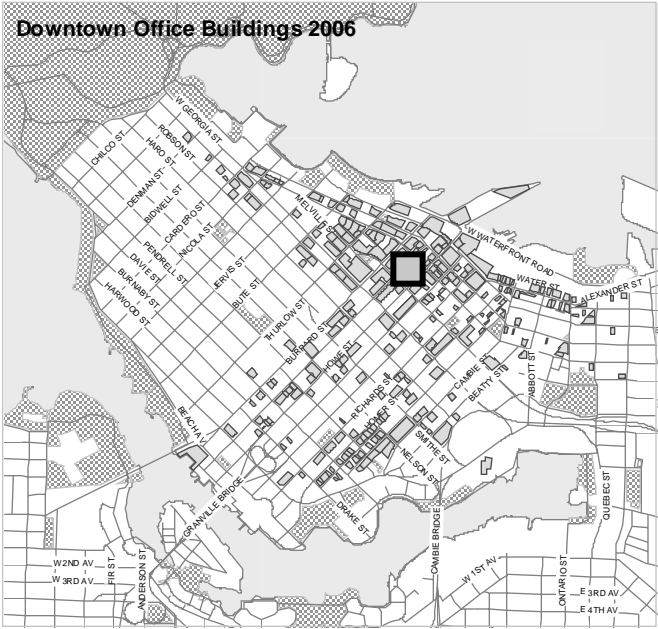 Downtown Office Buildings 2006
W GEORGIA ST
ROBSON ST
CHILCO ST
HARO ST
DENMAN ST
BIDWELL ST
CARDERO ST
NICOLA ST
PENDRELL ST
DAVIE ST
BURNABY ST
HARWOOD ST
MELVILLE ST
JERVIS ST
BUTE ST
THURLOW ST
BURRARD ST
HOWE ST
W WATERFRONT ROAD
WATER ST
ALEXANDER ST
CAMBIE ST
BEATTY ST
ABBOTT ST
RICHARDS ST
HOMER ST
SMITHE ST
NELSON ST
DRAKE ST
BEACH AV
GRANVILLE BRIDGE
CAMBIE BRIDGE
QUEBEC ST
W 1ST AV
ONTARIO ST
E 3RD AV
E 4TH AV
W 2ND AV
W 3RD AV
FIR ST
ANDERSON ST